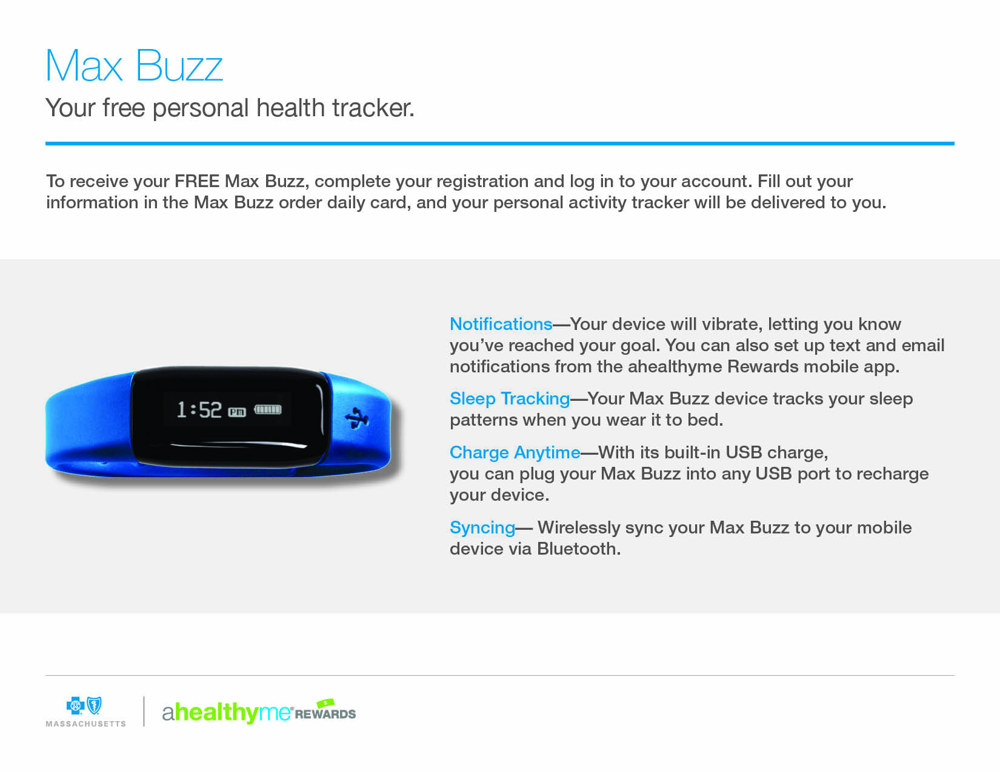 Max Buzz
Your free personal health tracker.
To receive your FREE Max Buzz, complete your registration and log in to your account. Fill out your
information in the Max Buzz order daily card, and your personal activity tracker will be delivered to you.
1:52 PM
Notifications—Your device will vibrate, letting you know
you’ve reached your goal. You can also set up text and email
notifications from the ahealthyme Rewards mobile app.
Sleep Tracking—Your Max Buzz device tracks your sleep
patterns when you wear it to bed.
Charge Anytime—With its built-in USB charge,
you can plug your Max Buzz into any USB port to recharge
your device.
Syncing— Wirelessly sync your Max Buzz to your mobile
device via Bluetooth.
MASSACHUSETTS
ahealthyme® REWARDS
$